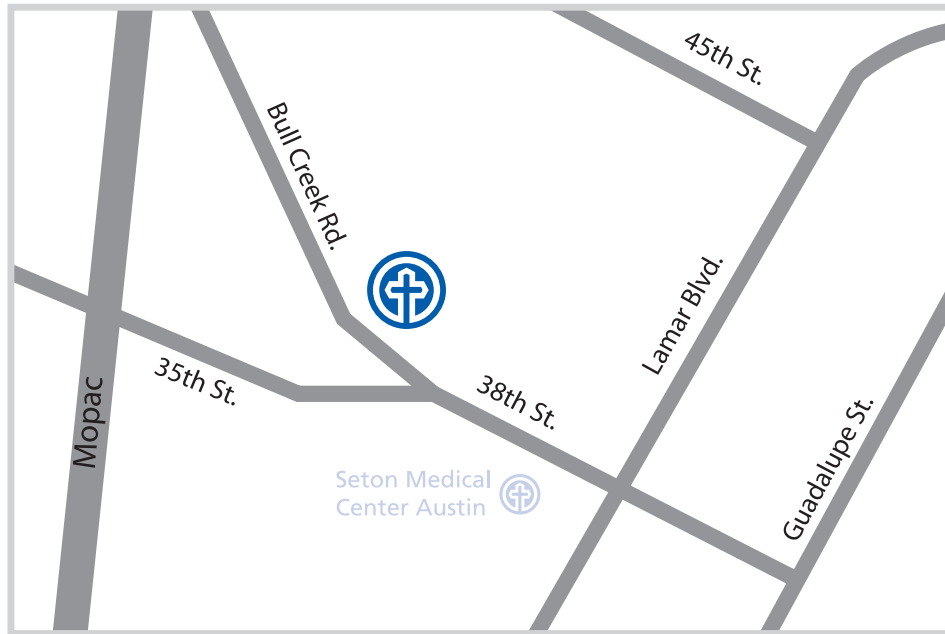 45th St.
Bull Creek Rd.
Lamar Blvd.
35th St.
38th St.
Mopac
Guadalupe St.
Seton Medical
Center Austin